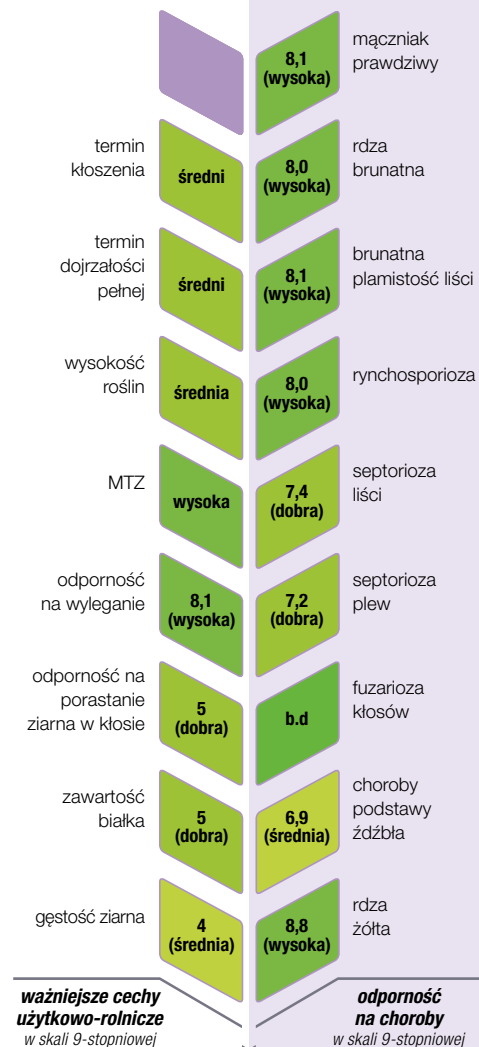 8,1
(wysoka)
mączniak
prawdziwy
termin
kłoszenia
średni
8,0
(wysoka)
rdza
brunatna
termin
dojrzałości
pełnej
średni
8,1
(wysoka)
brunatna
plamistość liści
wysokość
roślin
średnia
8,0
(wysoka)
rynchosporioza
MTZ
wysoka
7,4
(dobra)
septorioza
liści
odporność
na wyleganie
8,1
(wysoka)
7,2
(dobra)
septorioza
plew
odporność na
porastanie
ziarna w kłosie
5
(dobra)
b.d
fuzarioza
kłosów
zawartość
białka
5
(dobra)
6,9
(średnia)
choroby
podstawy
źdźbła
gęstość ziarna
4
(średnia)
8,8
(wysoka)
rdza
żółta
ważniejsze cechy
użytkowo-rolnicze
w skali 9-stopniowej
odporność
na choroby
w skali 9-stopniowej